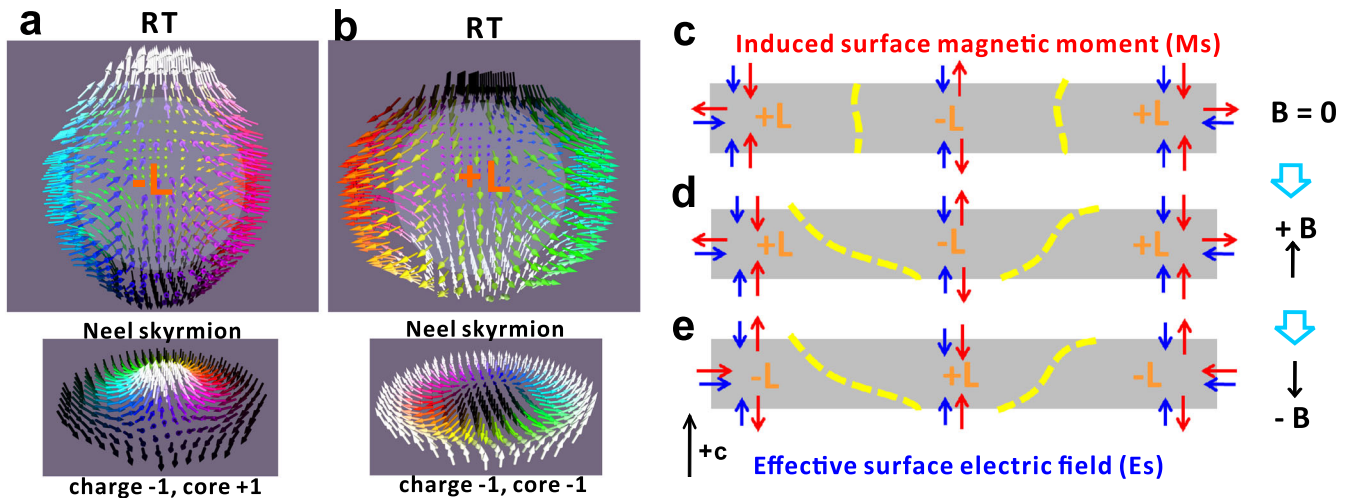 a
RT
-L
Neel skyrmion
charge -1, core +1
b
RT
+L
Neel skyrmion
charge -1, core -1
c
Induced surface magnetic moment (Ms)
+L
-L
+L
B = 0
d
+L
-L
+L
+ B
e
-L
+L
-L
- B
+c
Effective surface electric field (Es)